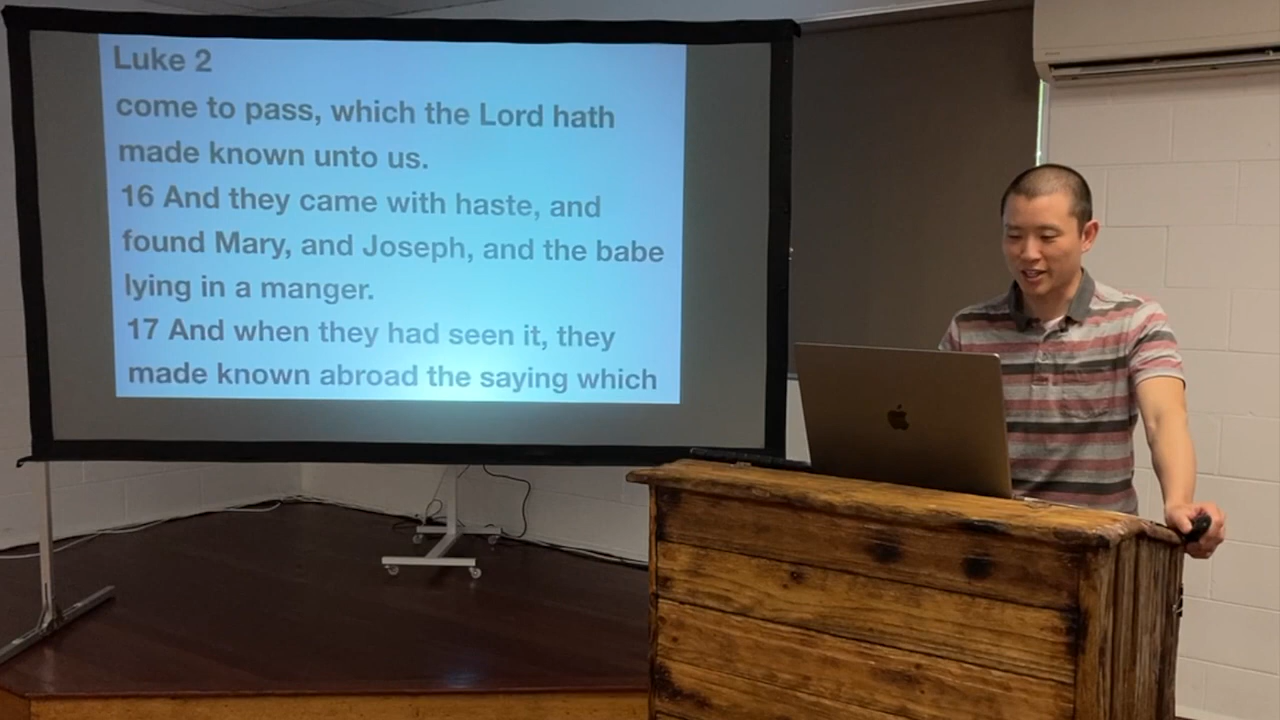 Luke 2
come to pass, which the Lord hath
made known unto us.
16 And they came with haste, and
found Mary, and Joseph, and the babe
lying in a manger.
17 And when they had seen it, they
made known abroad the saying which